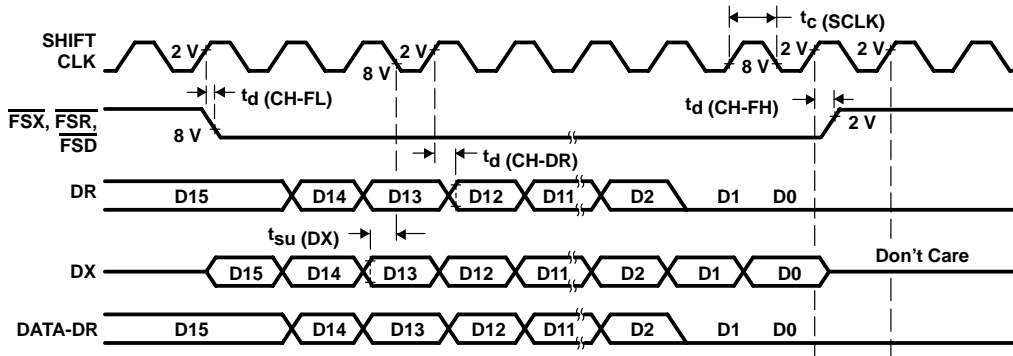 tc (SCLK)
SHIFT CLK
2 V
8 V
2 V
8 V
2 V
2 V
td (CH-FL)
td (CH-FH)
FSX, FSR, FSD
8 V
2 V
td (CH-DR)
DR
D15 D14 D13 D12 D11 D2 D1 D0
tsu (DX)
DX
D15 D14 D13 D12 D11 D2 D1 D0
Don't Care
DATA-DR
D15 D14 D13 D12 D11 D2 D1 D0